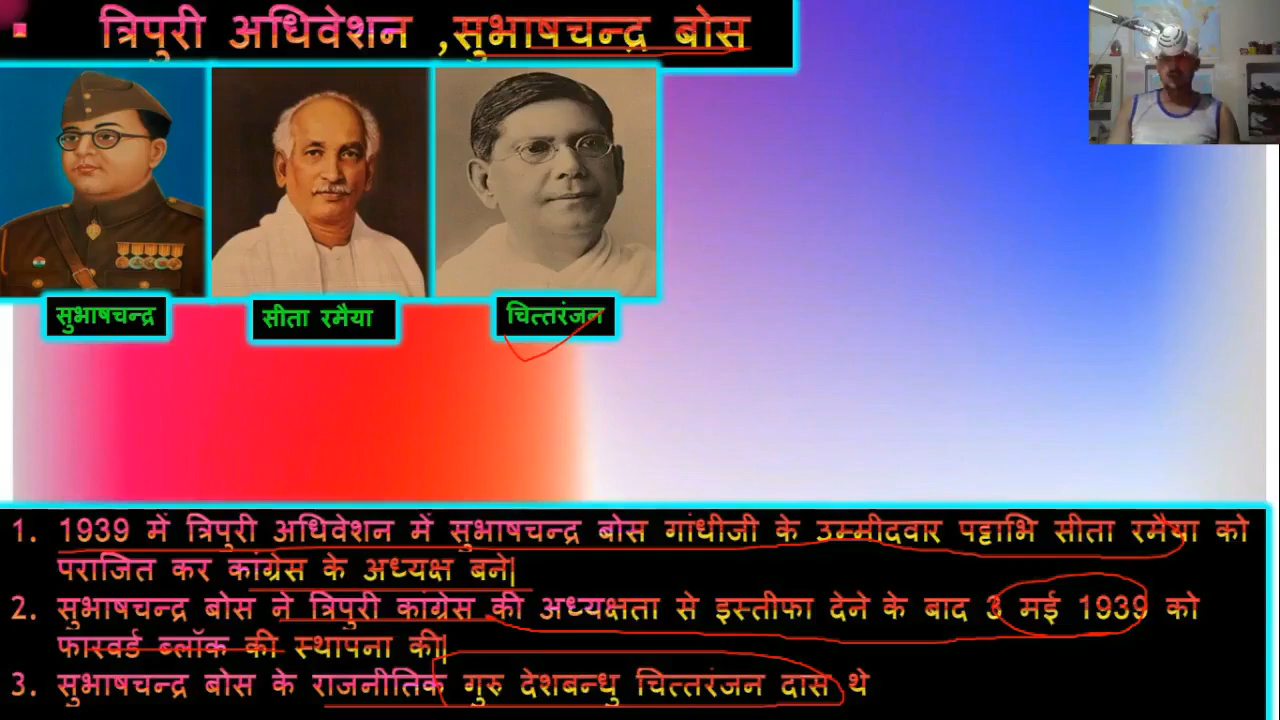 ▪ त्रिपुरी अधिवेशन ,सुभाषचन्द्र बोस
सुभाषचन्द्र
सीता रमैया
चित्तरंजन
1. 1939 में त्रिपुरी अधिवेशन में सुभाषचन्द्र बोस गांधीजी के उम्मीदवार पट्टाभि सीता रमैया को
पराजित कर कांग्रेस के अध्यक्ष बने|
2. सुभाषचन्द्र बोस ने त्रिपुरी कांग्रेस की अध्यक्षता से इस्तीफा देने के बाद 3 मई 1939 को
फारवर्ड ब्लॉक की स्थापना की|
3. सुभाषचन्द्र बोस के राजनीतिक गुरु देशबन्धु चित्तरंजन दास थे